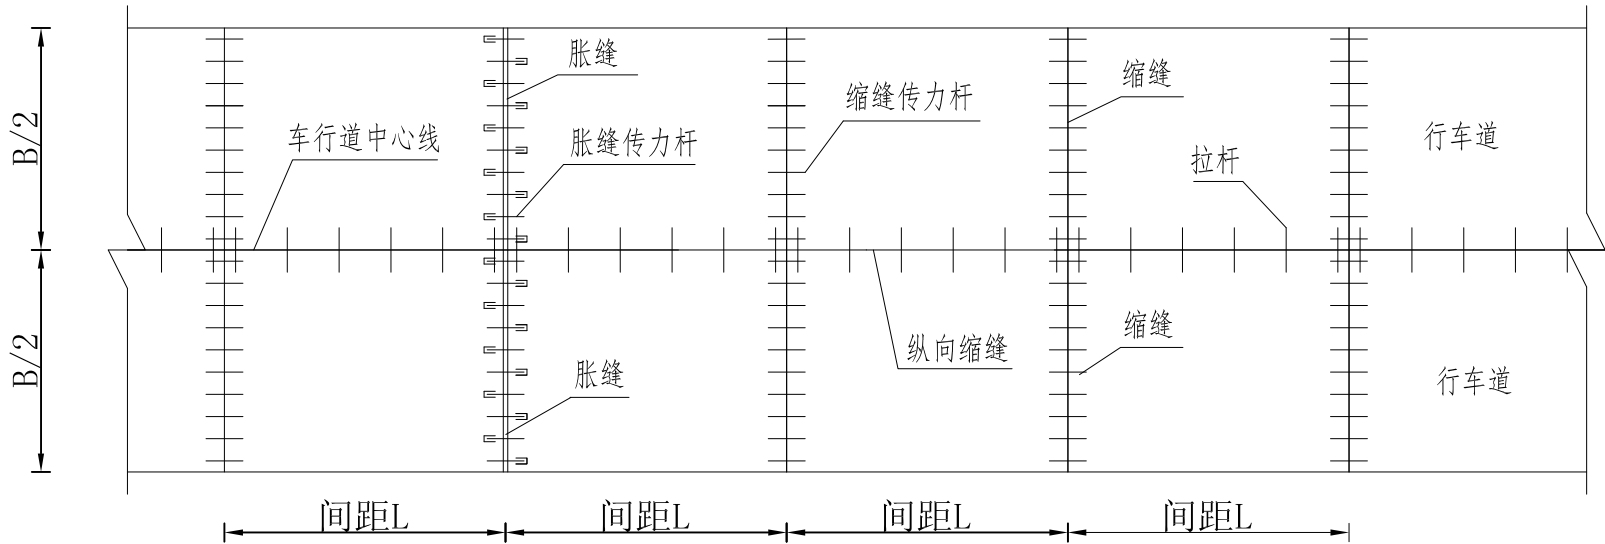 胀缝
缩缝
缩缝传力杆
B/2
车行道中心线
胀缝传力杆
行车道
拉杆
缩缝
B/2
纵向缩缝
胀缝
行车道
间距L
间距L
间距L
间距L